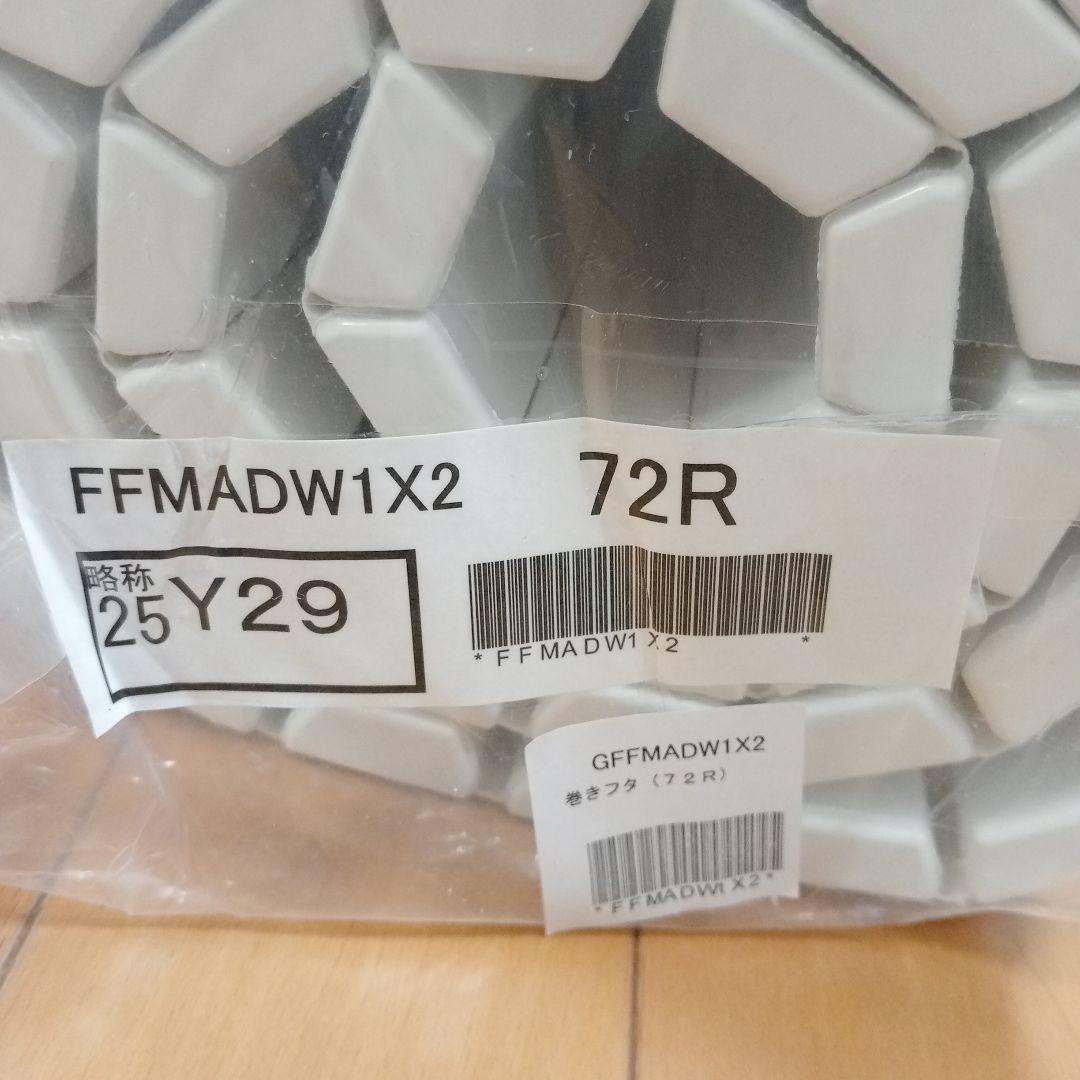 FFMADW1X2 72R
略称
25Y29
*FFMADW1X2 *
GFFMADW1X2
巻きフタ(72R)
*FFMADW1X2*